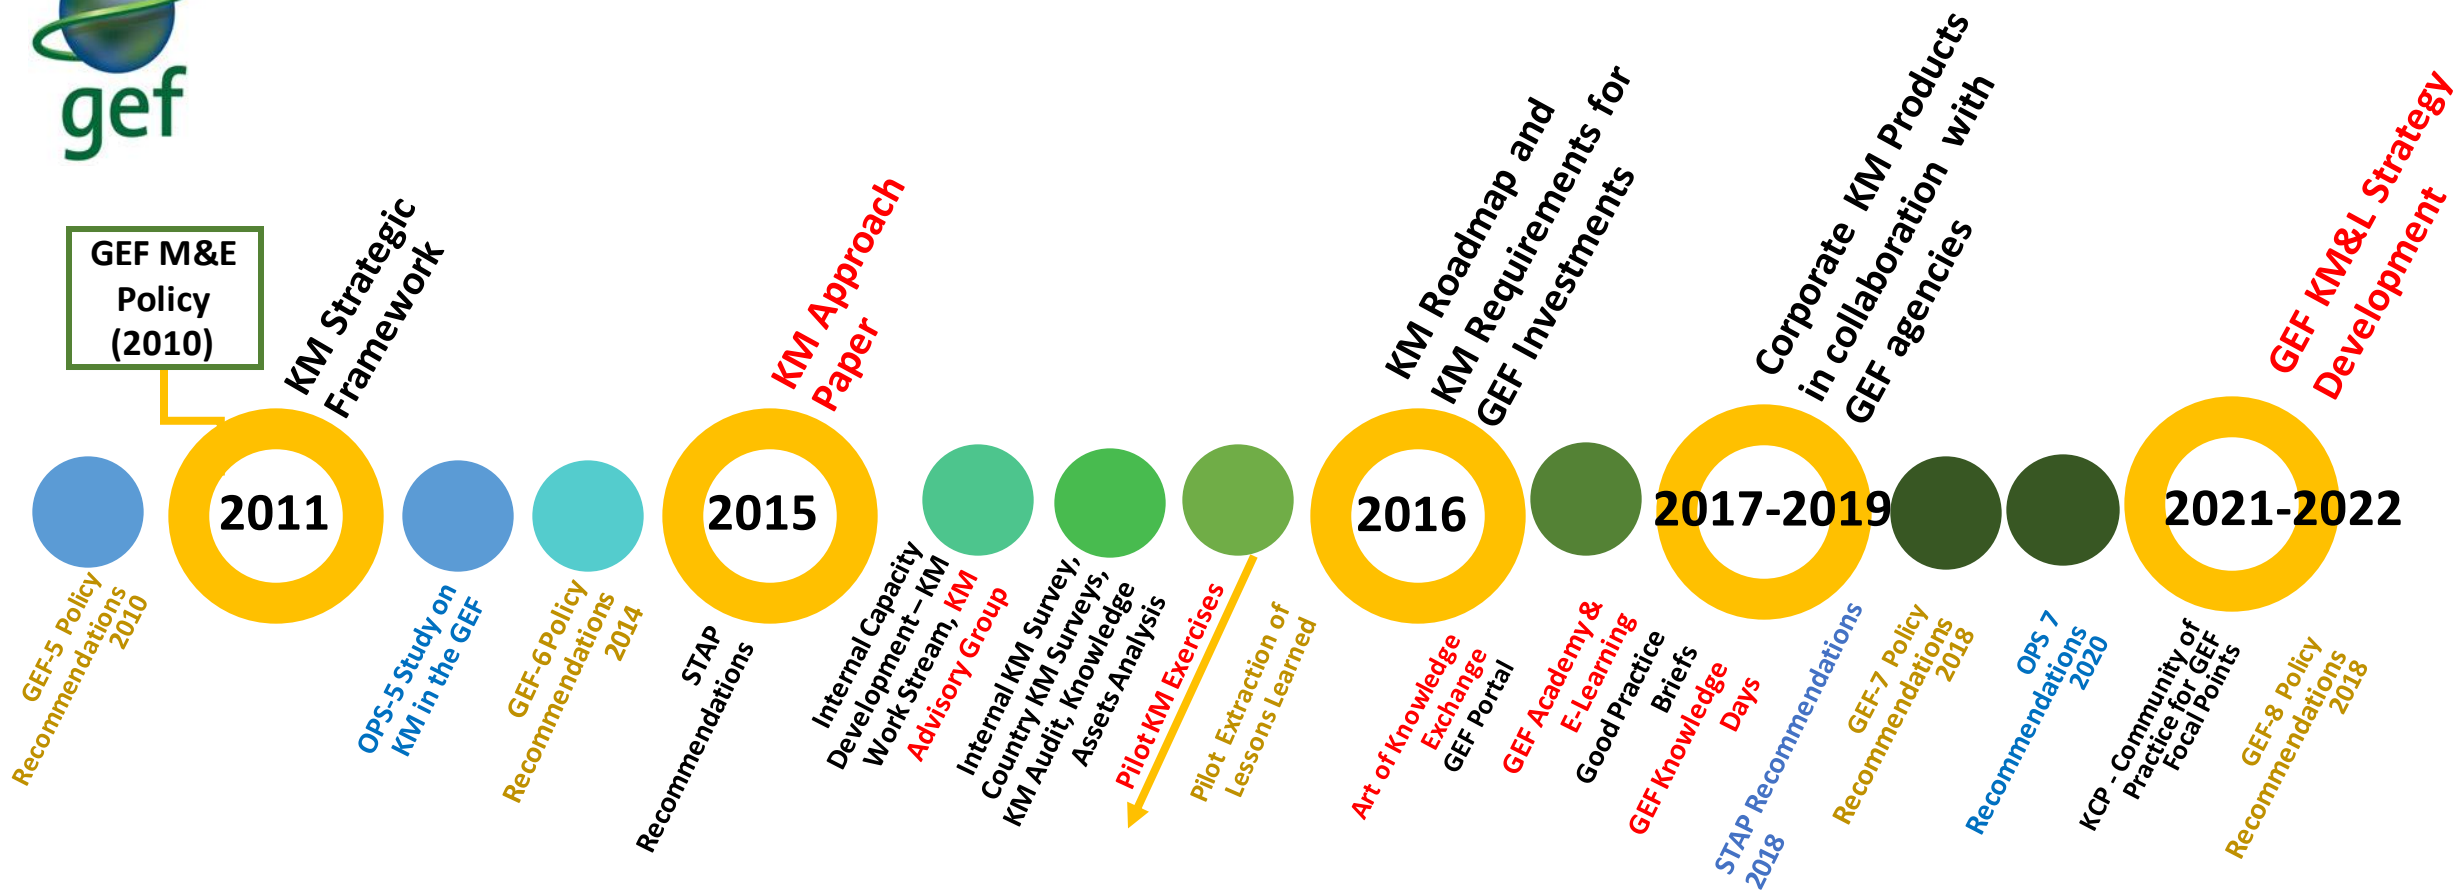 gef
GEF M&E
Policy
(2010)
KM Strategic
Framework
KM Approach
Paper
KM Roadmap and
KM Requirements for
GEF Investments
Corporate KM Products
in collaboration with
GEF agencies
GEF KM&L Strategy
Development
2011
2015
2016
2017-2019
2021-2022
GEF-5 Policy
Recommendations
2010
OPS-5 Study on
KM in the GEF
GEF-6 Policy
Recommendations
2014
STAP
Recommendations
Internal Capacity
Development – KM
Work Stream, KM
Advisory Group
Internal KM Survey,
Country KM Surveys,
KM Audit, Knowledge
Assets Analysis
Pilot KM Exercises
Pilot Extraction of
Lessons Learned
Art of Knowledge
Exchange
GEF Portal
GEF Academy &
E-Learning
Good Practice
Briefs
GEF Knowledge
Days
STAP Recommendations
2018
GEF-7 Policy
Recommendations
2018
OPS 7
Recommendations
2020
KCP - Community of
Practice for GEF
Focal Points
GEF-8 Policy
Recommendations
2018